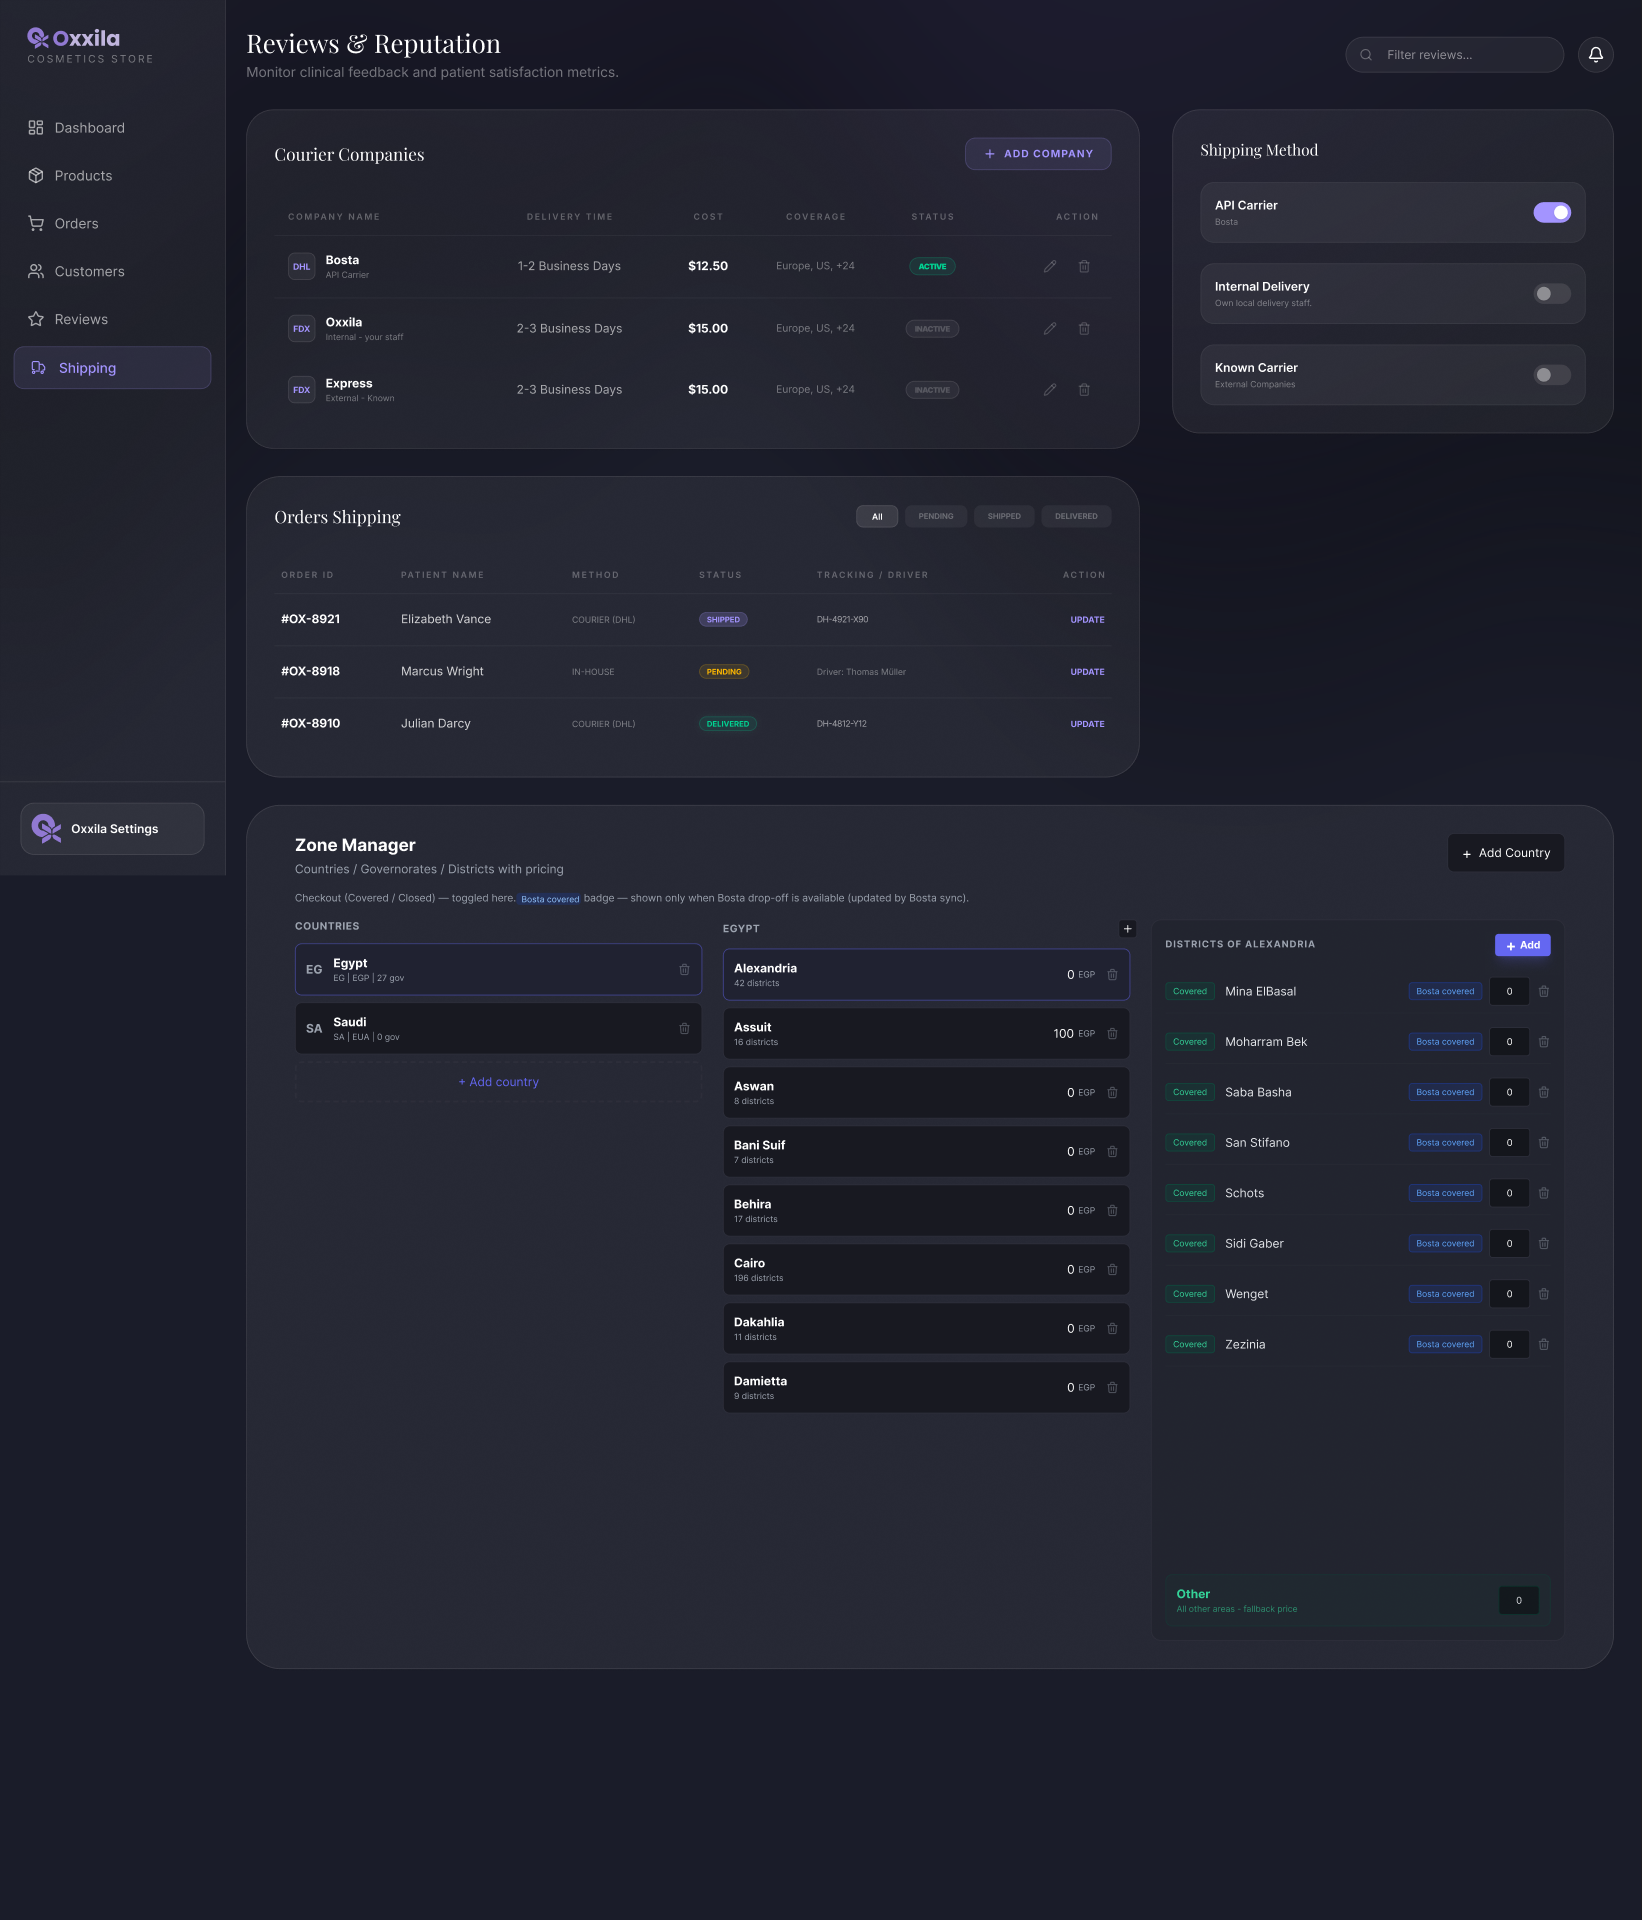 Oxxila
COSMETICS STORE
Dashboard
Products
Orders
Customers
Reviews
Shipping
Oxxila Settings
Reviews & Reputation
Monitor clinical feedback and patient satisfaction metrics.
Filter reviews...
Courier Companies
+ ADD COMPANY
COMPANY NAME DELIVERY TIME COST COVERAGE STATUS ACTION
DHL Bosta 1-2 Business Days $12.50 Europe, US, +24 ACTIVE
API Carrier
FDX Oxxila 2-3 Business Days $15.00 Europe, US, +24 INACTIVE
Internal - your staff
FDX Express 2-3 Business Days $15.00 Europe, US, +24 INACTIVE
External - Known
Shipping Method
API Carrier
Bosta
Internal Delivery
Own local delivery staff.
Known Carrier
External Companies
Orders Shipping
All PENDING SHIPPED DELIVERED
ORDER ID PATIENT NAME METHOD STATUS TRACKING / DRIVER ACTION
#OX-8921 Elizabeth Vance COURIER (DHL) SHIPPED DH-4921-X90 UPDATE
#OX-8918 Marcus Wright IN-HOUSE PENDING Driver: Thomas Müller UPDATE
#OX-8910 Julian Darcy COURIER (DHL) DELIVERED DH-4812-Y12 UPDATE
Zone Manager
Countries / Governorates / Districts with pricing
+ Add Country
Checkout (Covered / Closed) — toggled here. Bosta covered badge — shown only when Bosta drop-off is available (updated by Bosta sync).
COUNTRIES
EG Egypt
EG | EGP | 27 gov
SA Saudi
SA | EUA | 0 gov
+ Add country
EGYPT +
Alexandria 0 EGP
42 districts
Assuit 100 EGP
16 districts
Aswan 0 EGP
8 districts
Bani Suif 0 EGP
7 districts
Behira 0 EGP
17 districts
Cairo 0 EGP
196 districts
Dakahlia 0 EGP
11 districts
Damietta 0 EGP
9 districts
DISTRICTS OF ALEXANDRIA + Add
Covered Mina ElBasal Bosta covered 0
Covered Moharram Bek Bosta covered 0
Covered Saba Basha Bosta covered 0
Covered San Stifano Bosta covered 0
Covered Schots Bosta covered 0
Covered Sidi Gaber Bosta covered 0
Covered Wenget Bosta covered 0
Covered Zezinia Bosta covered 0
Other 0
All other areas - fallback price